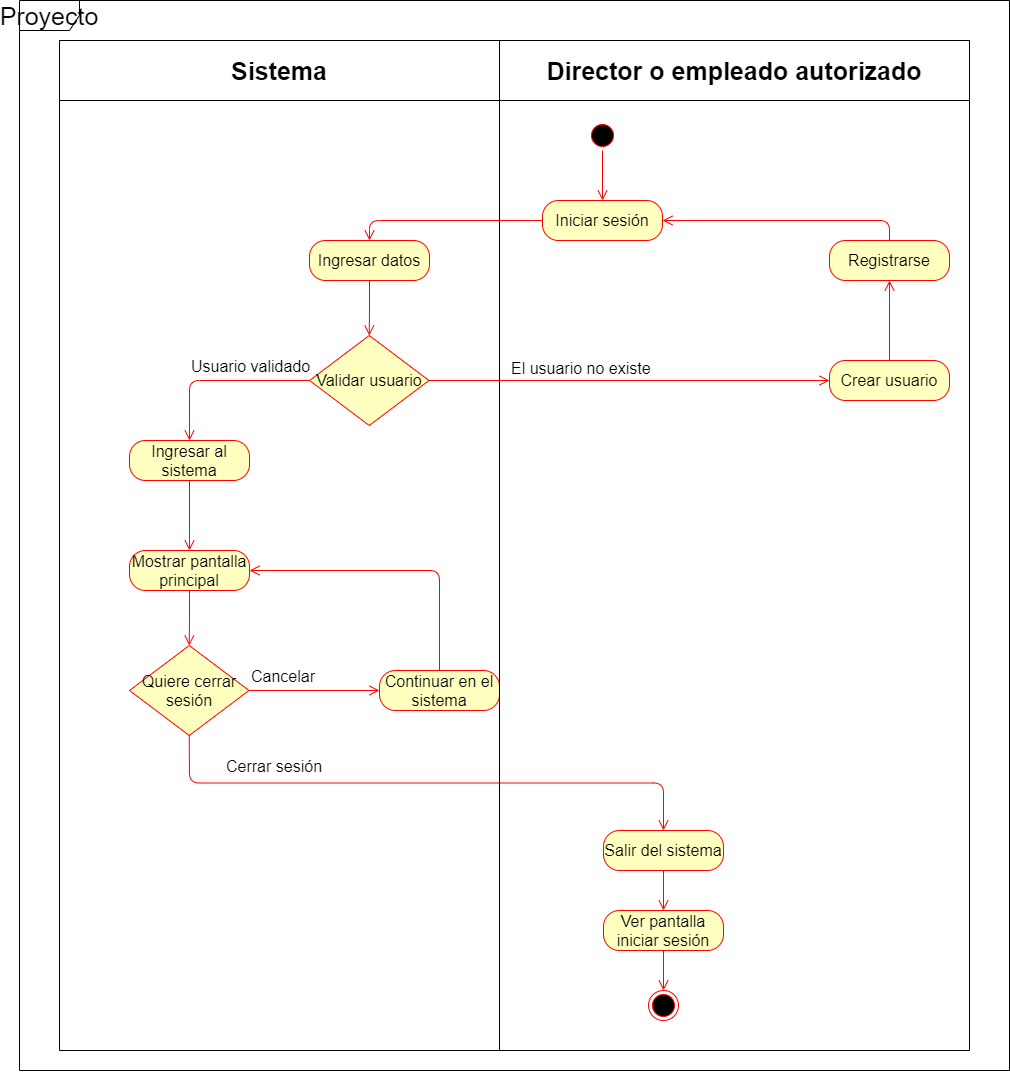 Proyecto
Sistema
Director o empleado autorizado
Iniciar sesión
Ingresar datos
Registrarse
Usuario validado
Validar usuario
El usuario no existe
Crear usuario
Ingresar al
sistema
Mostrar pantalla
principal
Quiere cerrar
sesión
Cancelar
Continuar en el
sistema
Cerrar sesión
Salir del sistema
Ver pantalla
iniciar sesión